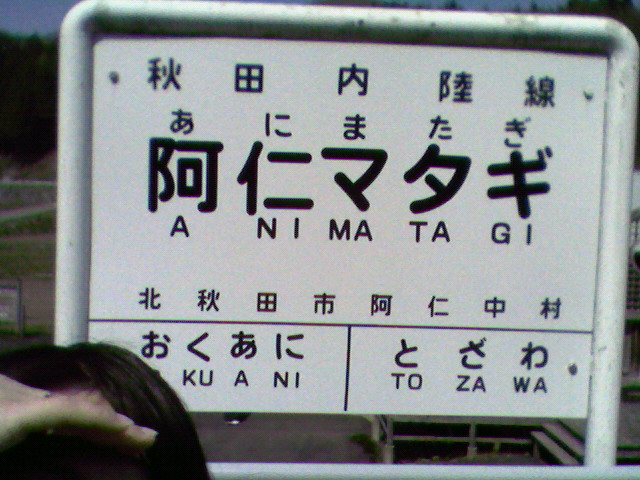 秋田内陸線
あにまたぎ
阿仁マタギ
A NI MA TA GI
北秋田市阿仁中村
おくあに とざわ
KU A NI TO ZA WA